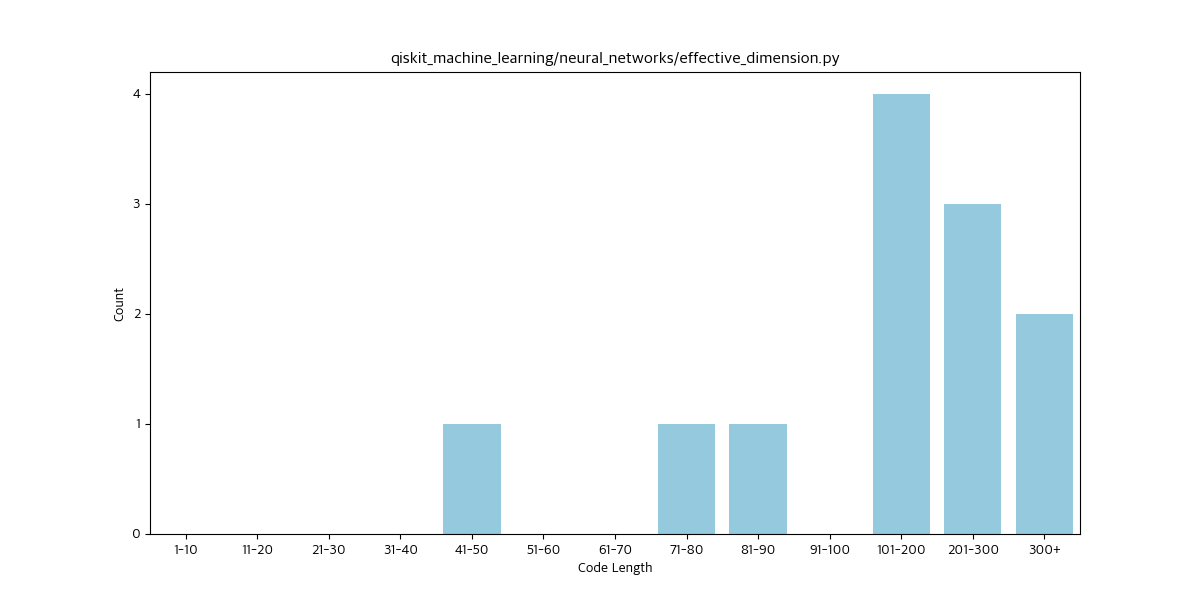 qiskit_machine_learning/neural_networks/effective_dimension.py
4
3
2
1
0
Count
1-10 11-20 21-30 31-40 41-50 51-60 61-70 71-80 81-90 91-100 101-200 201-300 300+
Code Length